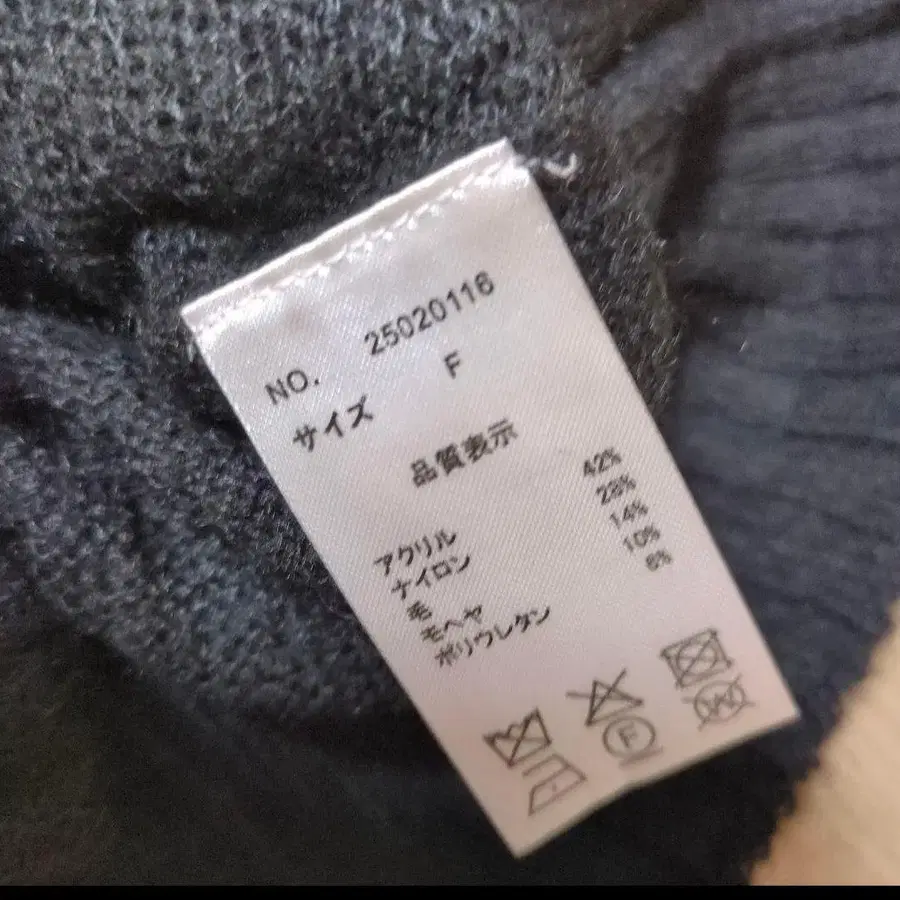 NO. 25020116
サイズ F
品質表示
アクリル 42%
ナイロン 28%
毛 14%
モヘヤ 10%
ポリウレタン 6%
F
W